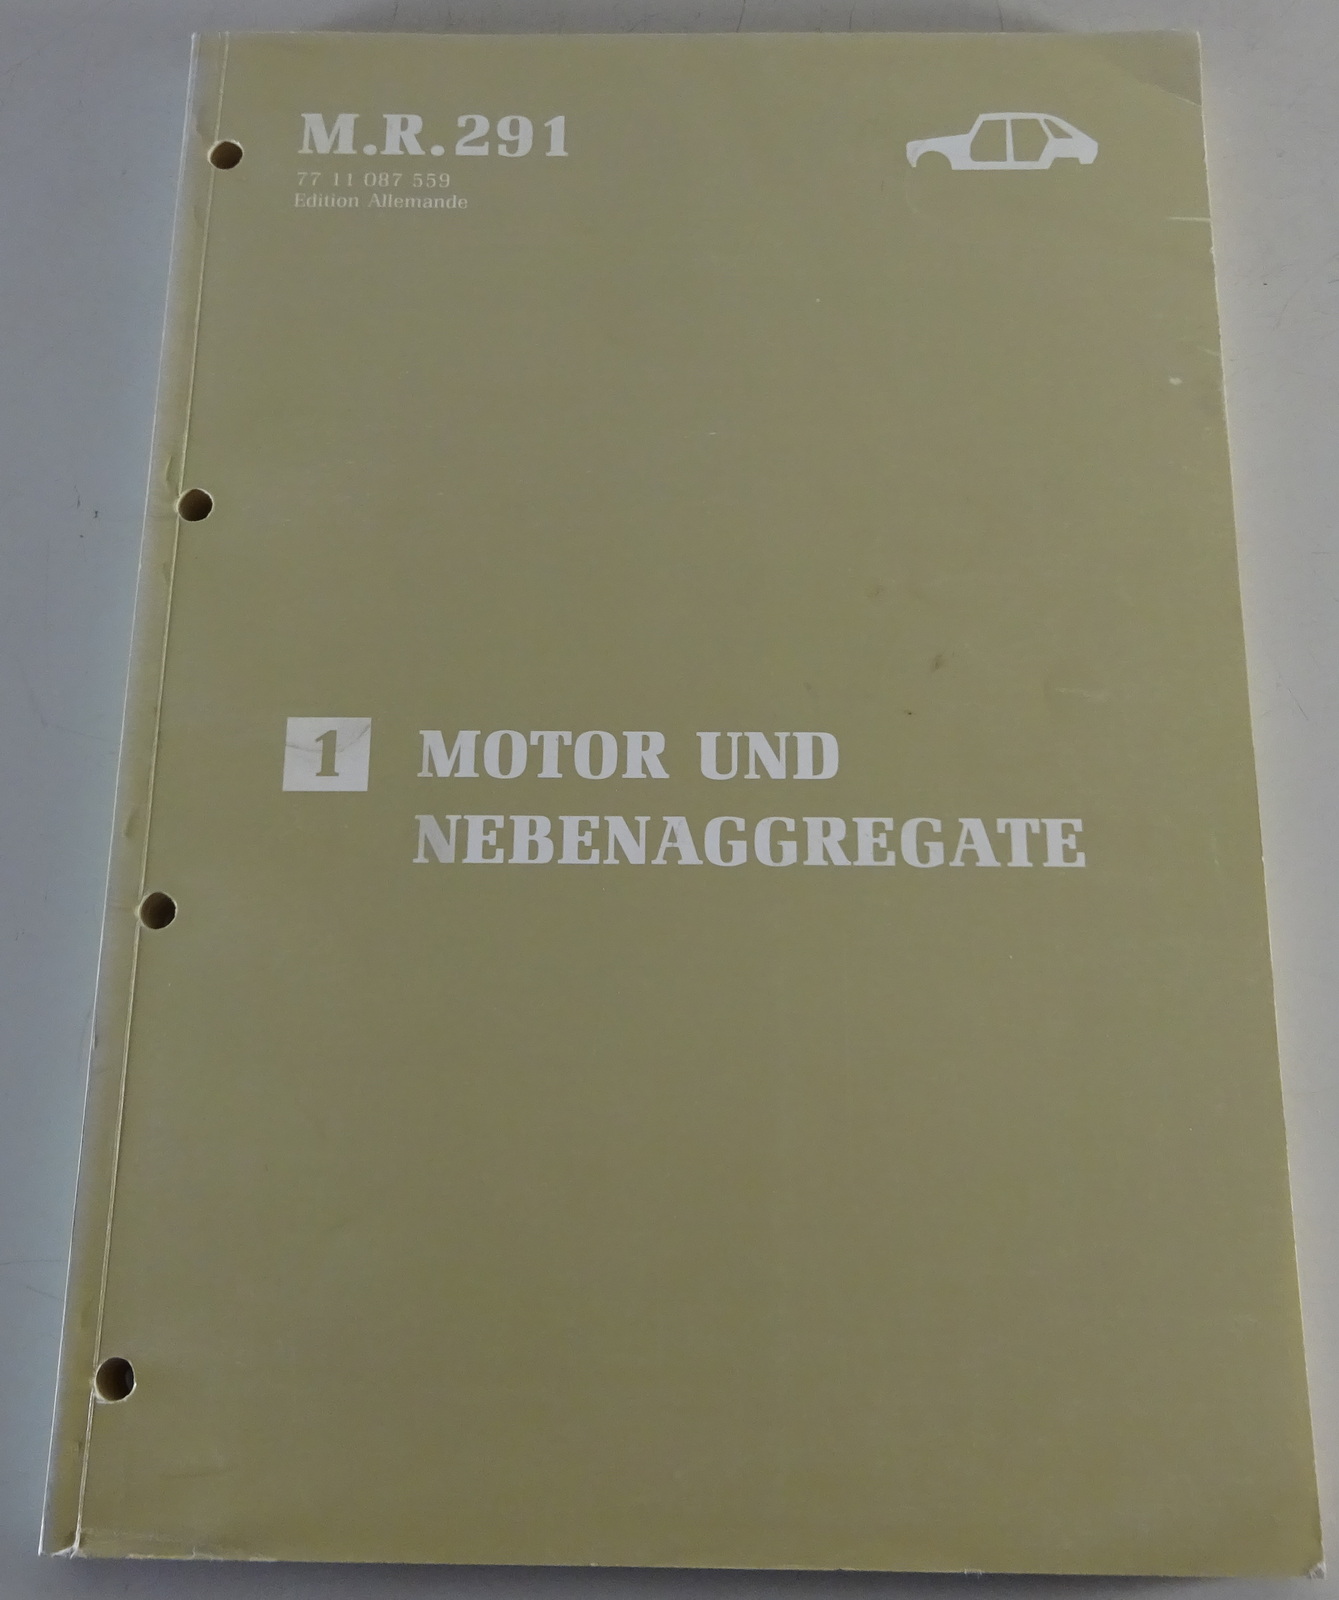 M.R.291
77 11 087 559
Edition Allemande
1 MOTOR UND
NEBENAGGREGATE